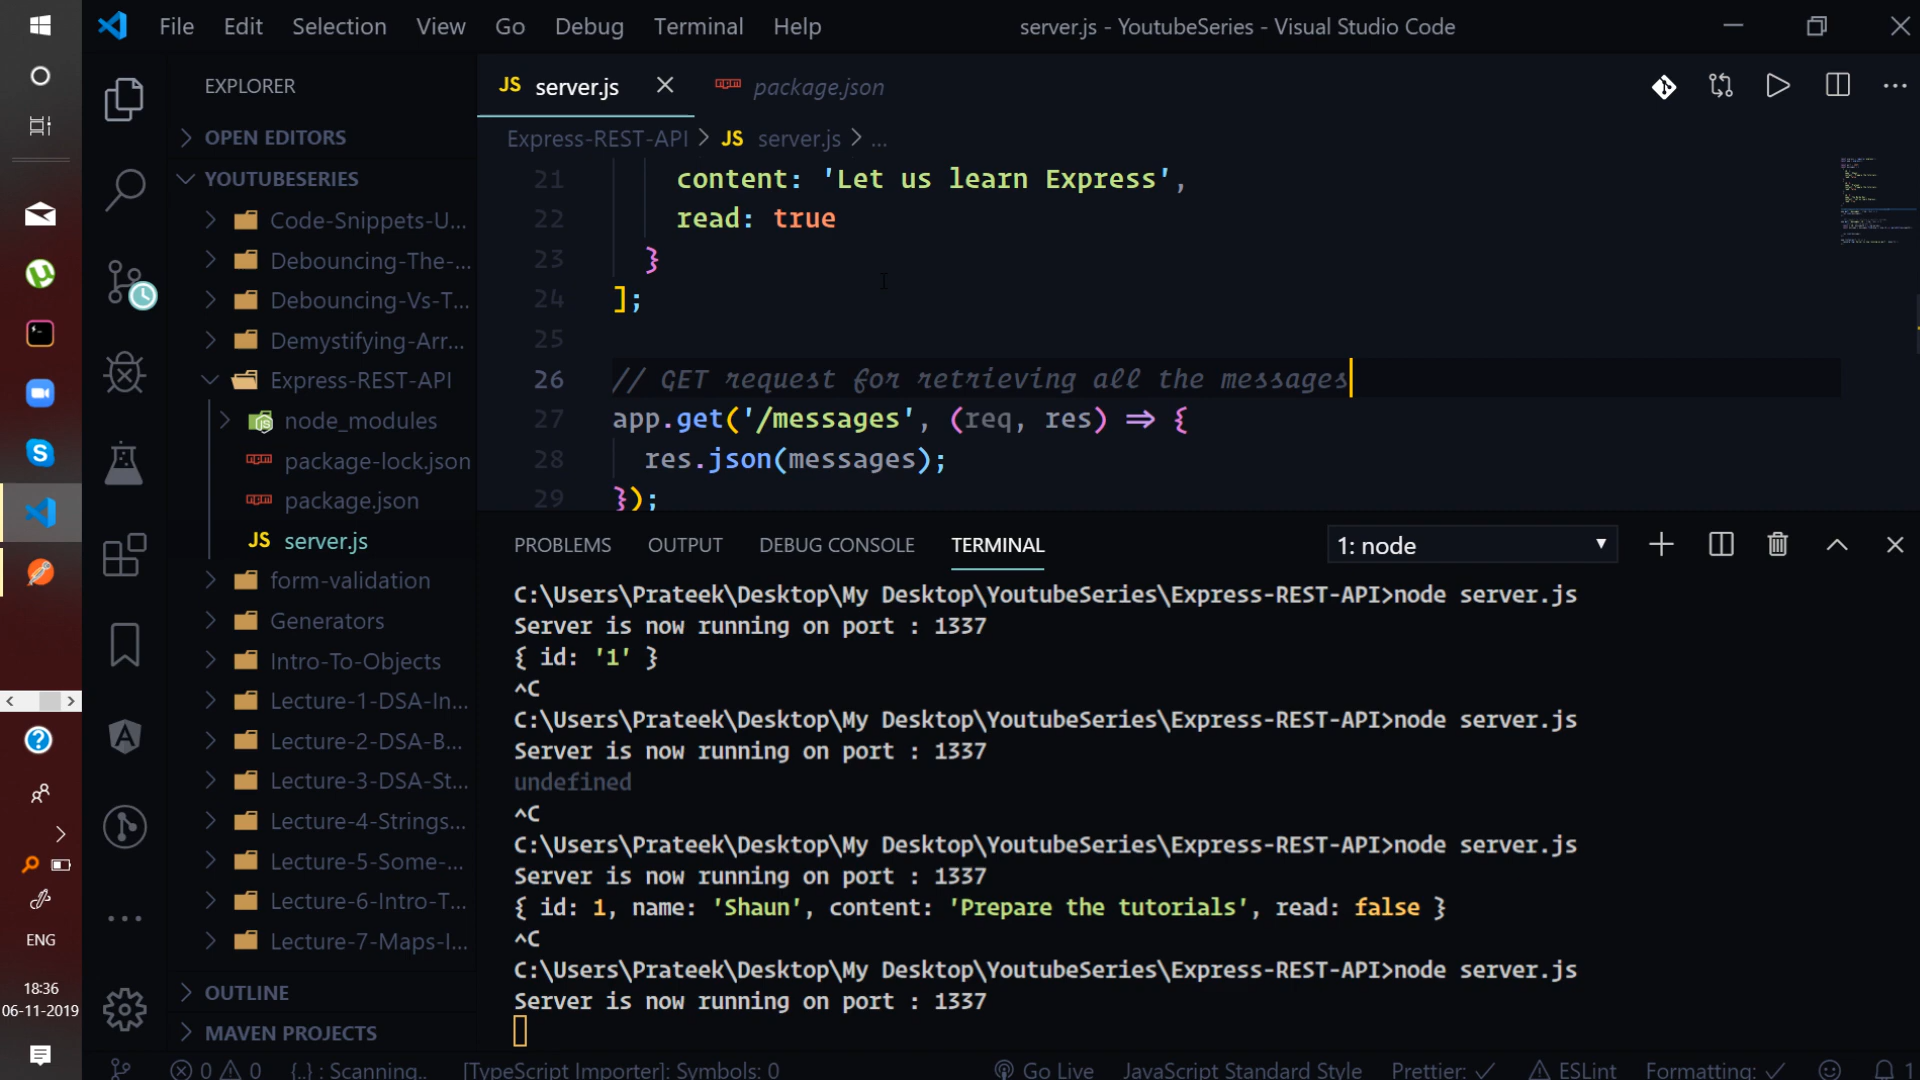 File Edit Selection View Go Debug Terminal Help
server.js - YoutubeSeries - Visual Studio Code
EXPLORER
OPEN EDITORS
YOUTUBESERIES
Code-Snippets-U...
Debouncing-The-...
Debouncing-Vs-T...
Demystifying-Arr...
Express-REST-API
node_modules
package-lock.json
package.json
JS server.js
form-validation
Generators
Intro-To-Objects
Lecture-1-DSA-In...
Lecture-2-DSA-B...
Lecture-3-DSA-St...
Lecture-4-Strings...
Lecture-5-Some-...
Lecture-6-Intro-T...
Lecture-7-Maps-I...
OUTLINE
MAVEN PROJECTS
JS server.js
package.json
Express-REST-API > JS server.js > ...
21 content: 'Let us learn Express',
22 read: true
23 }
24 ];
25
26 // GET request for retrieving all the messages
27 app.get('/messages', (req, res) => {
28 res.json(messages);
29 });
PROBLEMS OUTPUT DEBUG CONSOLE TERMINAL
1: node
C:\Users\Prateek\Desktop\My Desktop\YoutubeSeries\Express-REST-API>node server.js
Server is now running on port : 1337
{ id: '1' }
^C
C:\Users\Prateek\Desktop\My Desktop\YoutubeSeries\Express-REST-API>node server.js
Server is now running on port : 1337
undefined
^C
C:\Users\Prateek\Desktop\My Desktop\YoutubeSeries\Express-REST-API>node server.js
Server is now running on port : 1337
{ id: 1, name: 'Shaun', content: 'Prepare the tutorials', read: false }
^C
C:\Users\Prateek\Desktop\My Desktop\YoutubeSeries\Express-REST-API>node server.js
Server is now running on port : 1337
ENG
18:36
06-11-2019
0 0 {..} : Scanning.. [TypeScript Importer]: Symbols: 0 Go Live JavaScript Standard Style Prettier: ✓ ESLint Formatting: ✓ 1